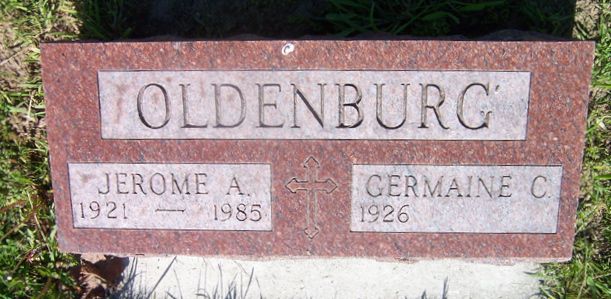 OLDENBURG
JEROME A.
1921 — 1985
GERMAINE C.
1926